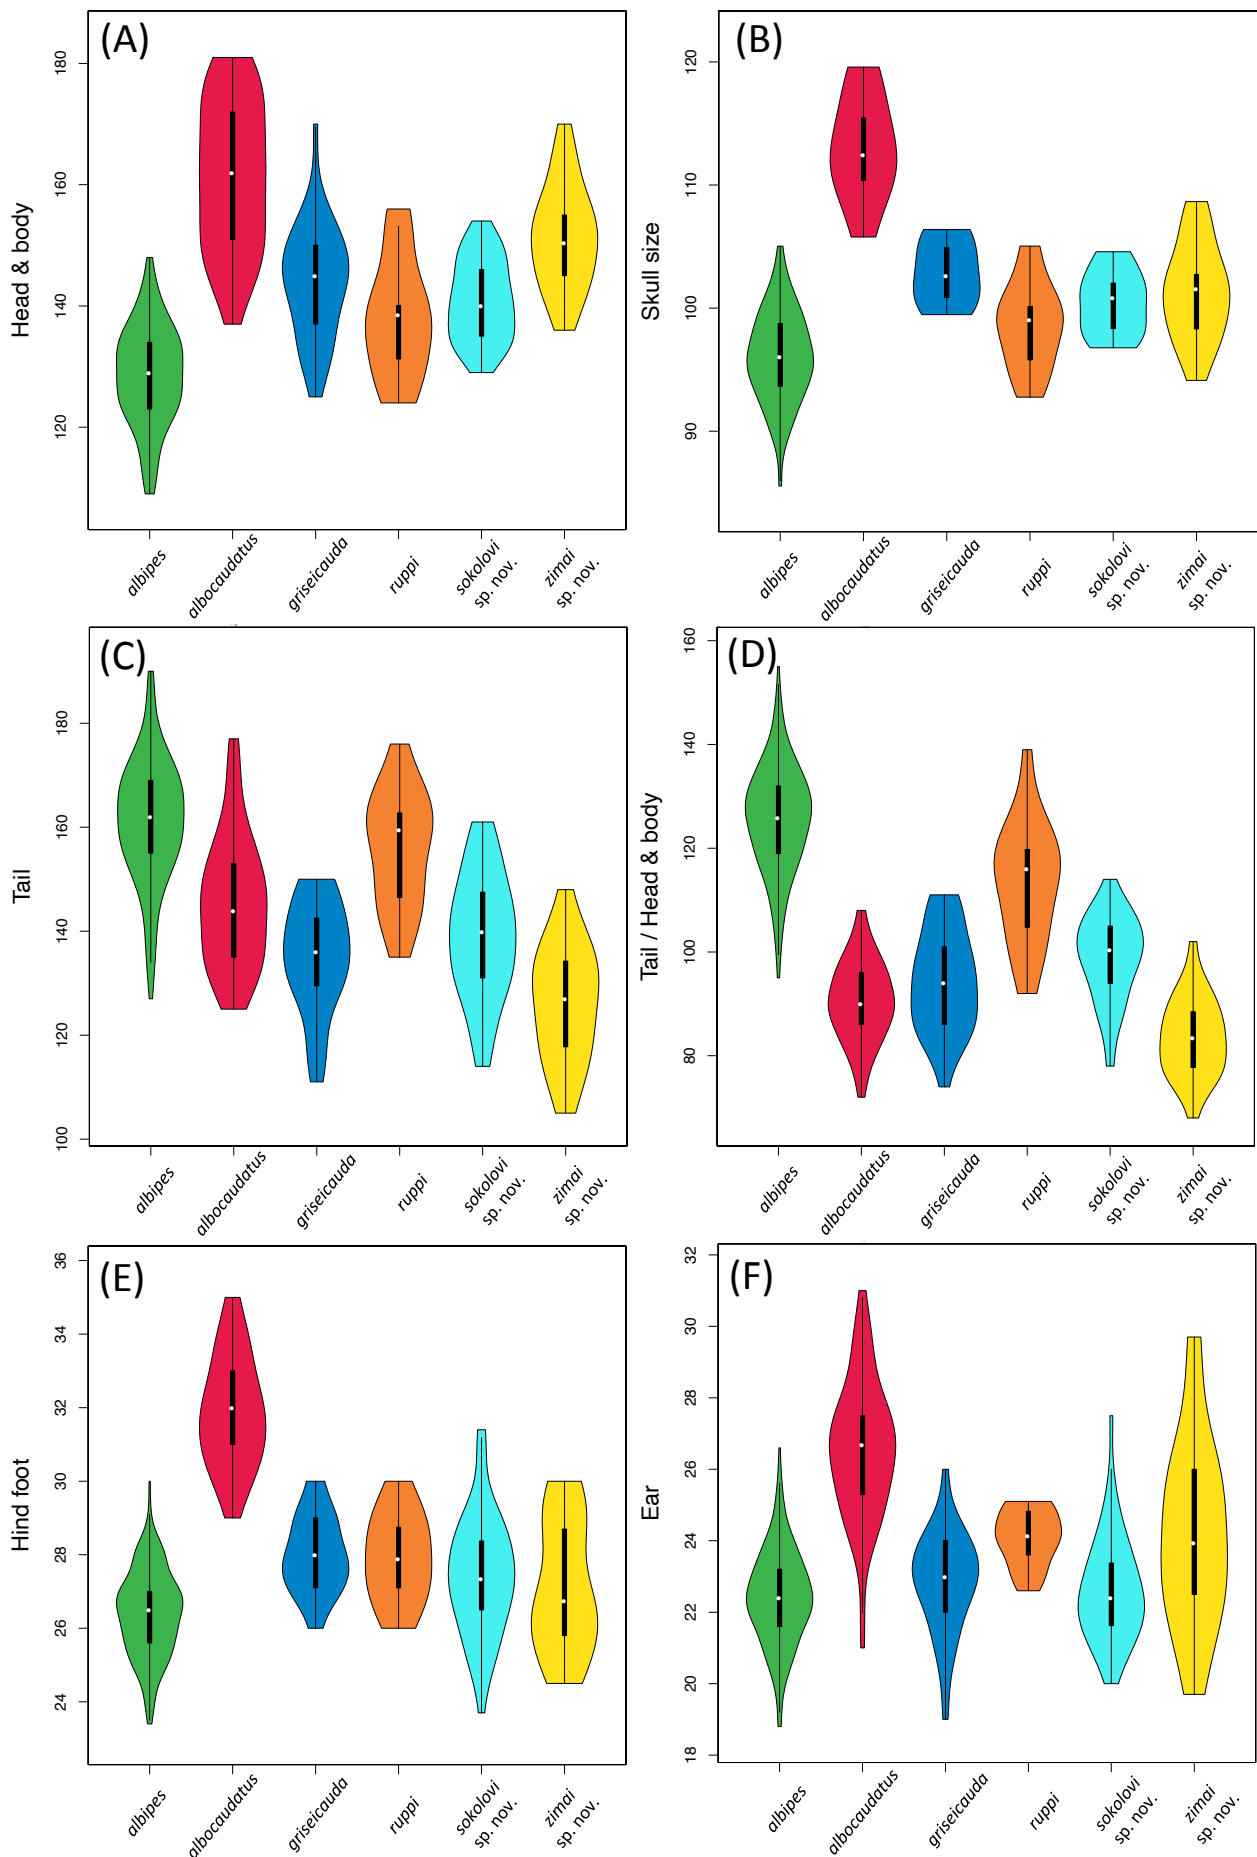 (A)
Head & body
180
160
140
120
albipes
albocaudatus
griseicauda
ruppi
sokolovi
sp. nov.
zimai
sp. nov.
(B)
Skull size
120
110
100
90
albipes
albocaudatus
griseicauda
ruppi
sokolovi
sp. nov.
zimai
sp. nov.
(C)
Tail
180
160
140
120
100
albipes
albocaudatus
griseicauda
ruppi
sokolovi
sp. nov.
zimai
sp. nov.
(D)
Tail / Head & body
160
140
120
100
80
albipes
albocaudatus
griseicauda
ruppi
sokolovi
sp. nov.
zimai
sp. nov.
(E)
Hind foot
36
34
32
30
28
26
24
albipes
albocaudatus
griseicauda
ruppi
sokolovi
sp. nov.
zimai
sp. nov.
(F)
Ear
32
30
28
26
24
22
20
18
albipes
albocaudatus
griseicauda
ruppi
sokolovi
sp. nov.
zimai
sp. nov.